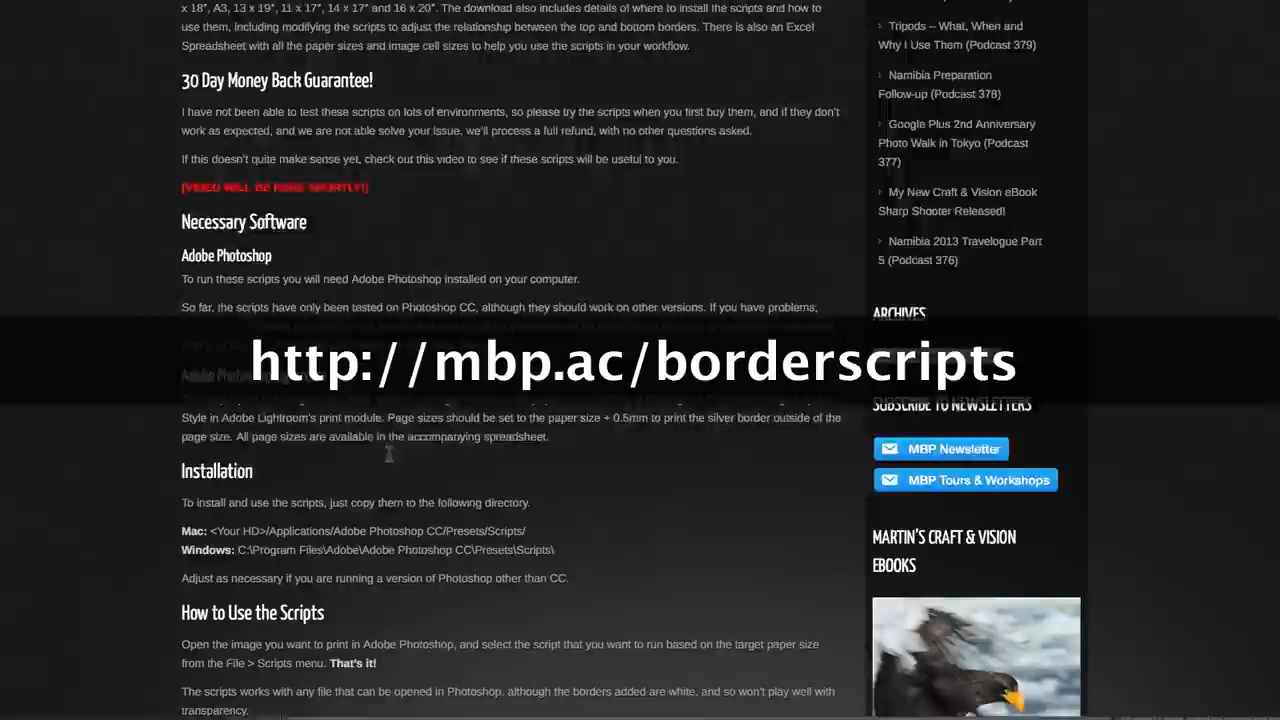 x 18", A3, 13 x 19", 11 x 17", 14 x 17" and 16 x 20". The download also includes details of where to install the scripts and how to
use them, including modifying the scripts to adjust the relationship between the top and bottom borders. There is also an Excel
Spreadsheet with all the paper sizes and image cell sizes to help you use the scripts in your workflow.
30 Day Money Back Guarantee!
I have not been able to test these scripts on lots of environments, so please try the scripts when you first buy them, and if they don't
work as expected, and we are not able solve your issue, we'll process a full refund, with no other questions asked.
If this doesn't quite make sense yet, check out this video to see if these scripts will be useful to you.
[VIDEO WILL BE HERE SHORTLY!]
Necessary Software
Adobe Photoshop
To run these scripts you will need Adobe Photoshop installed on your computer.
So far, the scripts have only been tested on Photoshop CC, although they should work on other versions. If you have problems,
http://mbp.ac/borderscripts
Style in Adobe Lightroom's print module. Page sizes should be set to the paper size + 0.5mm to print the silver border outside of the
page size. All page sizes are available in the accompanying spreadsheet.
Installation
To install and use the scripts, just copy them to the following directory.
Mac: <Your HD>/Applications/Adobe Photoshop CC/Presets/Scripts/
Windows: C:\Program Files\Adobe\Adobe Photoshop CC\Presets\Scripts\
Adjust as necessary if you are running a version of Photoshop other than CC.
How to Use the Scripts
Open the image you want to print in Adobe Photoshop, and select the script that you want to run based on the target paper size
from the File > Scripts menu. That's it!
The scripts works with any file that can be opened in Photoshop, although the borders added are white, and so won't play well with
transparency.
› Tripods – What, When and
Why I Use Them (Podcast 379)
› Namibia Preparation
Follow-up (Podcast 378)
› Google Plus 2nd Anniversary
Photo Walk in Tokyo (Podcast
377)
› My New Craft & Vision eBook
Sharp Shooter Released!
› Namibia 2013 Travelogue Part
5 (Podcast 376)
ARCHIVES
SUBSCRIBE TO NEWSLETTERS
MBP Newsletter
MBP Tours & Workshops
MARTIN'S CRAFT & VISION
EBOOKS